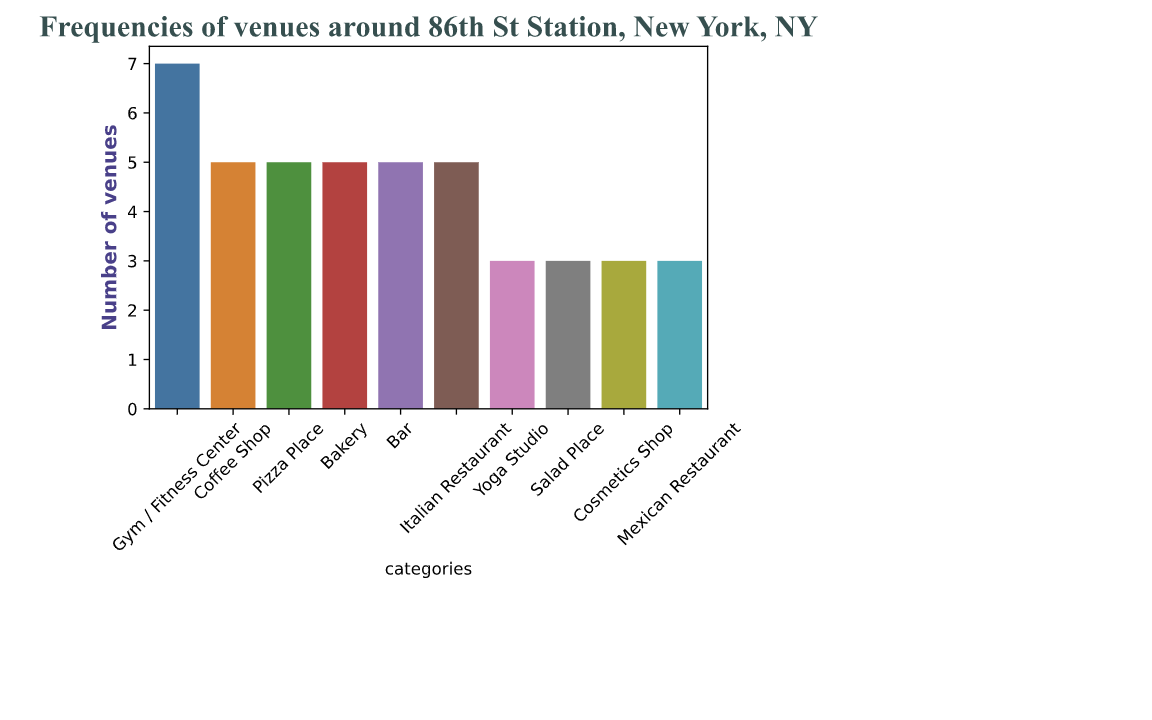 Frequencies of venues around 86th St Station, New York, NY
Number of venues
7
6
5
4
3
2
1
0
Gym / Fitness Center
Coffee Shop
Pizza Place
Bakery
Bar
Italian Restaurant
Yoga Studio
Salad Place
Cosmetics Shop
Mexican Restaurant
categories